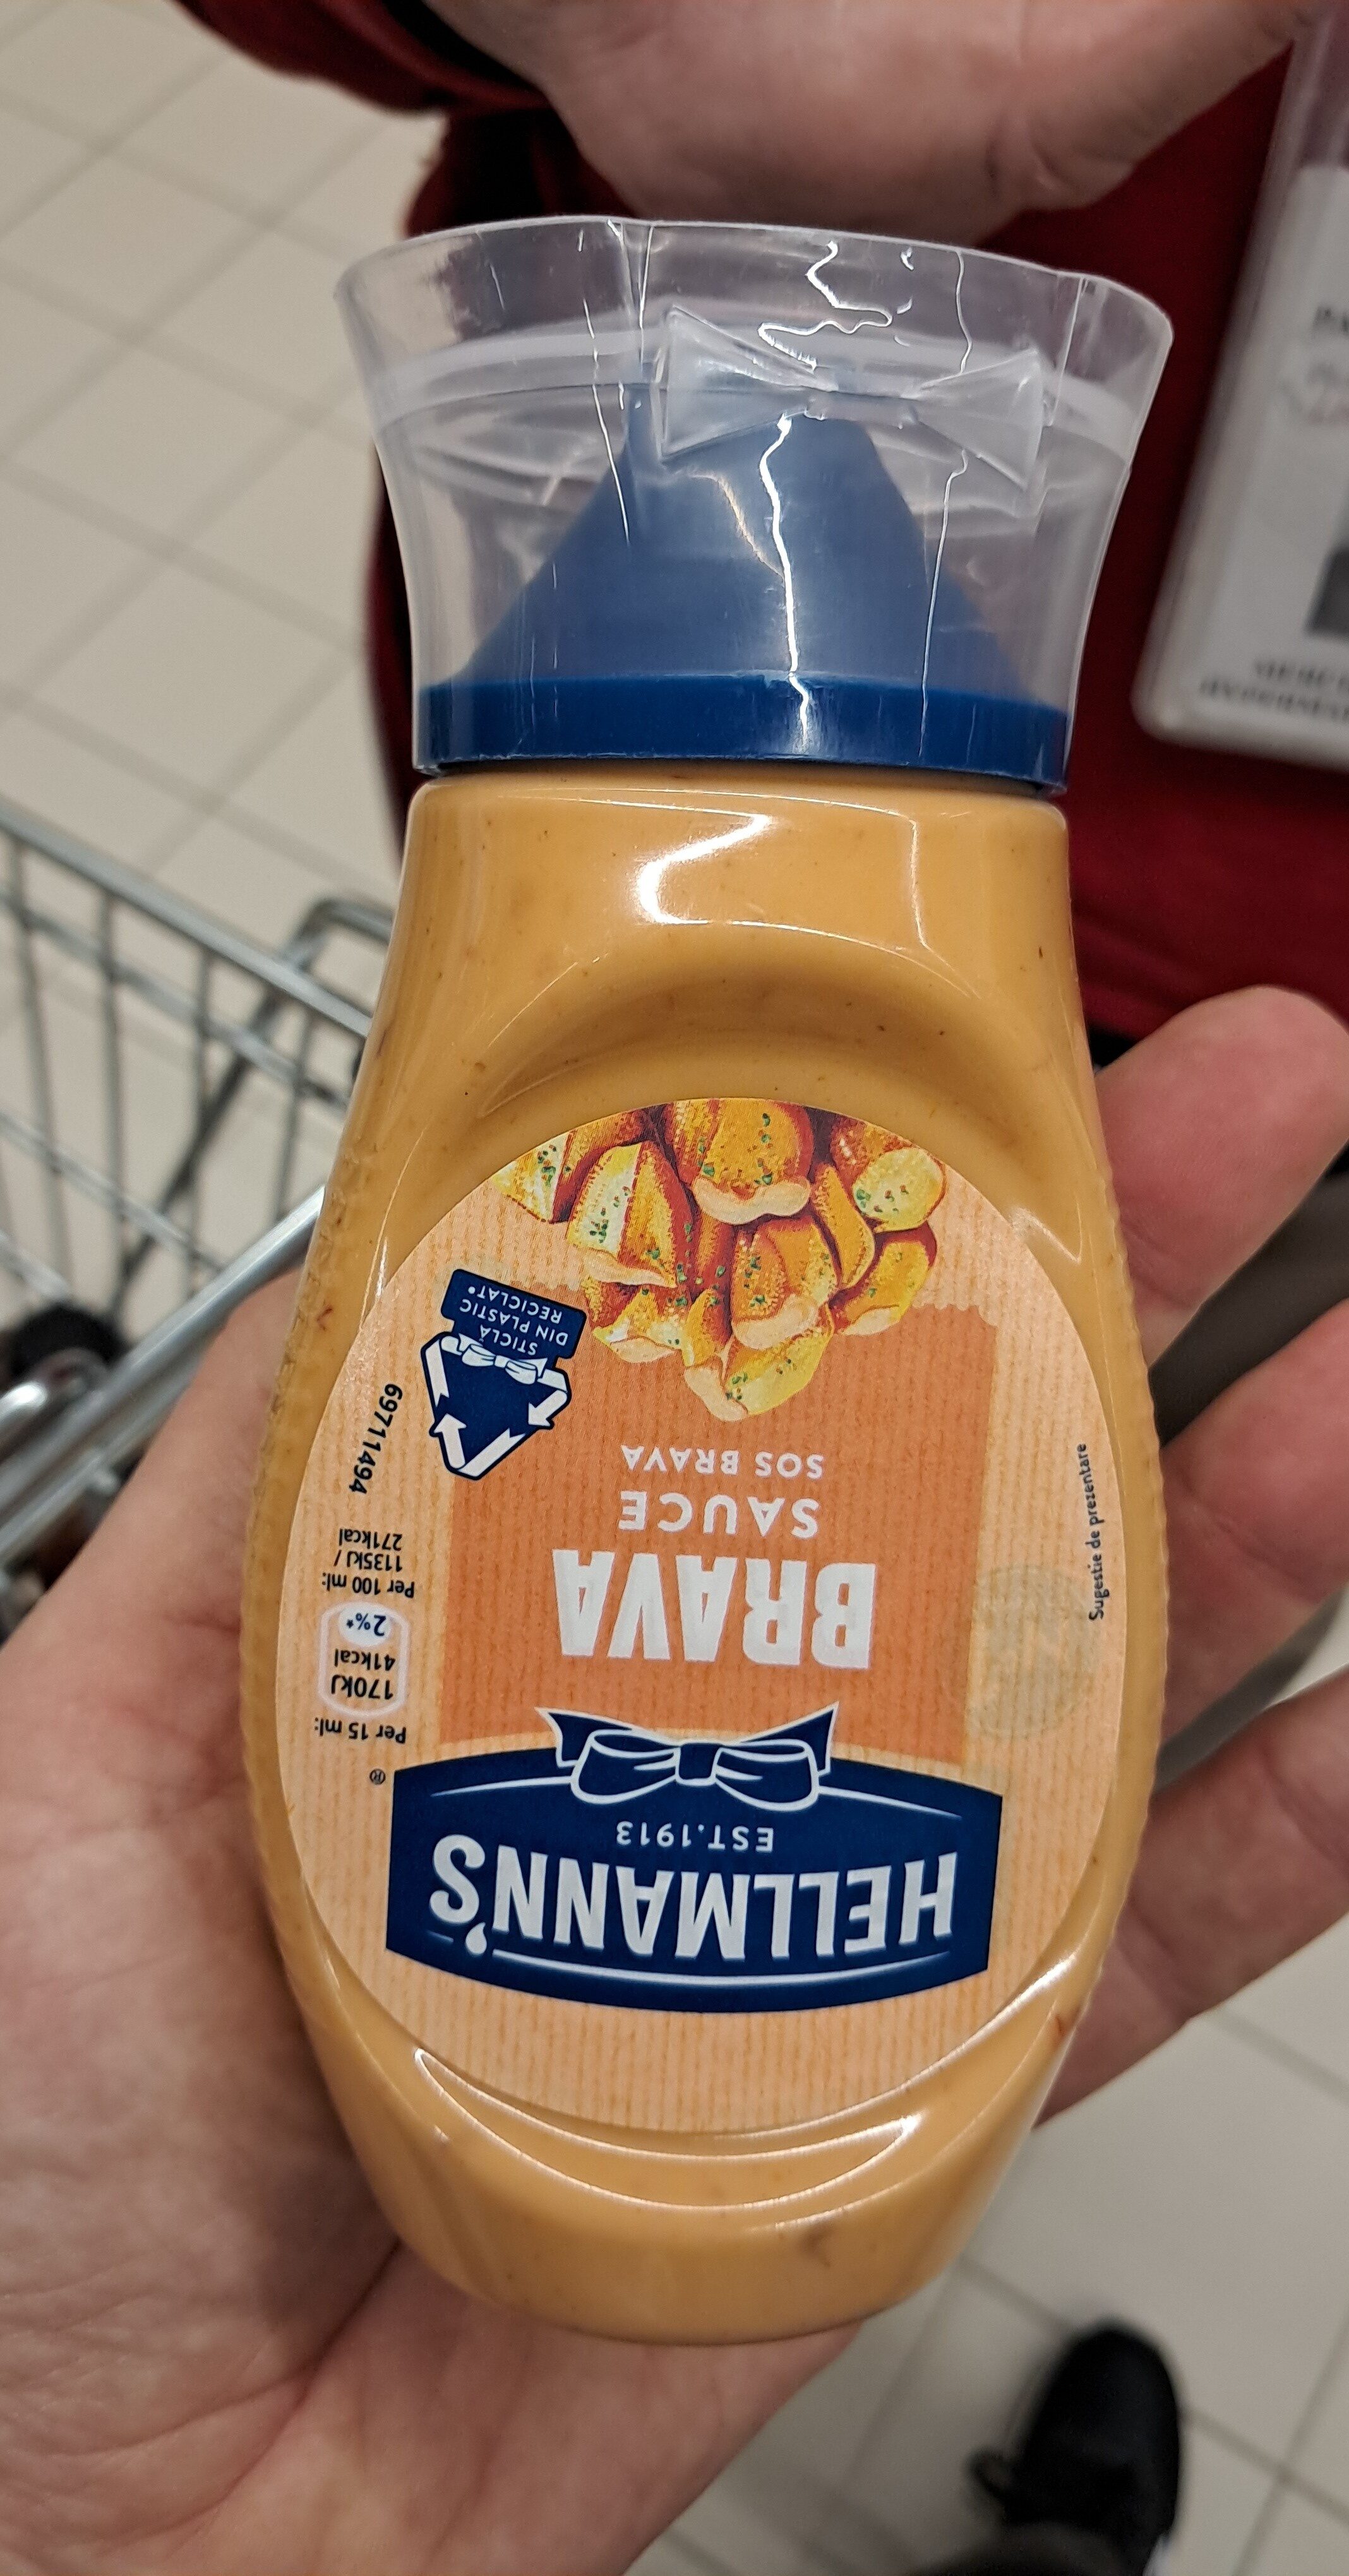 HELLMANN'S
EST.1913
®
BRAVA
SAUCE
SOS BRAVA
Per 15 ml:
170kJ
41kcal
2%*
Per 100 ml:
1135kJ /
271kcal
69711494
STICLĂ
DIN PLASTIC
RECICLAT*
Sugestie de prezentare